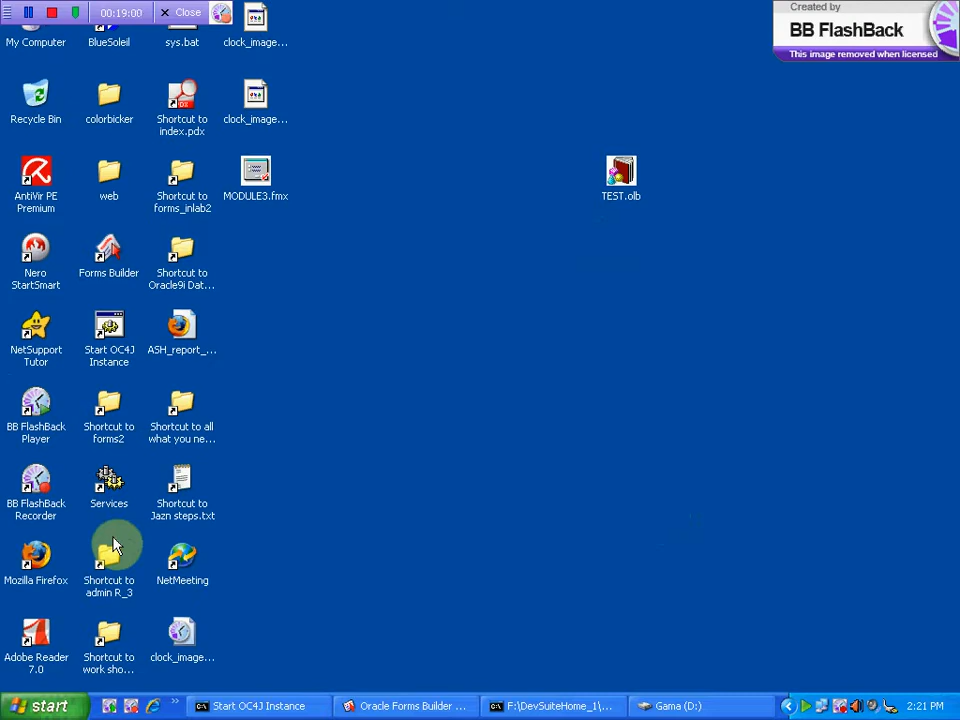 00:19:00
Close
Created by
BB FlashBack
This image removed when licensed
My Computer
BlueSoleil
sys.bat
clock_image...
Recycle Bin
colorbicker
Shortcut to
index.pdx
clock_image...
AntiVir PE
Premium
web
Shortcut to
forms_inlab2
MODULE3.fmx
TEST.olb
Nero
StartSmart
Forms Builder
Shortcut to
Oracle9i Dat...
NetSupport
Tutor
Start OC4J
Instance
ASH_report_...
BB FlashBack
Player
Shortcut to
forms2
Shortcut to all
what you ne...
BB FlashBack
Recorder
Services
Shortcut to
Jazn steps.txt
Mozilla Firefox
Shortcut to
admin R_3
NetMeeting
Adobe Reader
7.0
Shortcut to
work sho...
clock_image...
start
Start OC4J Instance
Oracle Forms Builder ...
F:\DevSuiteHome_1\...
Gama (D:)
2:21 PM